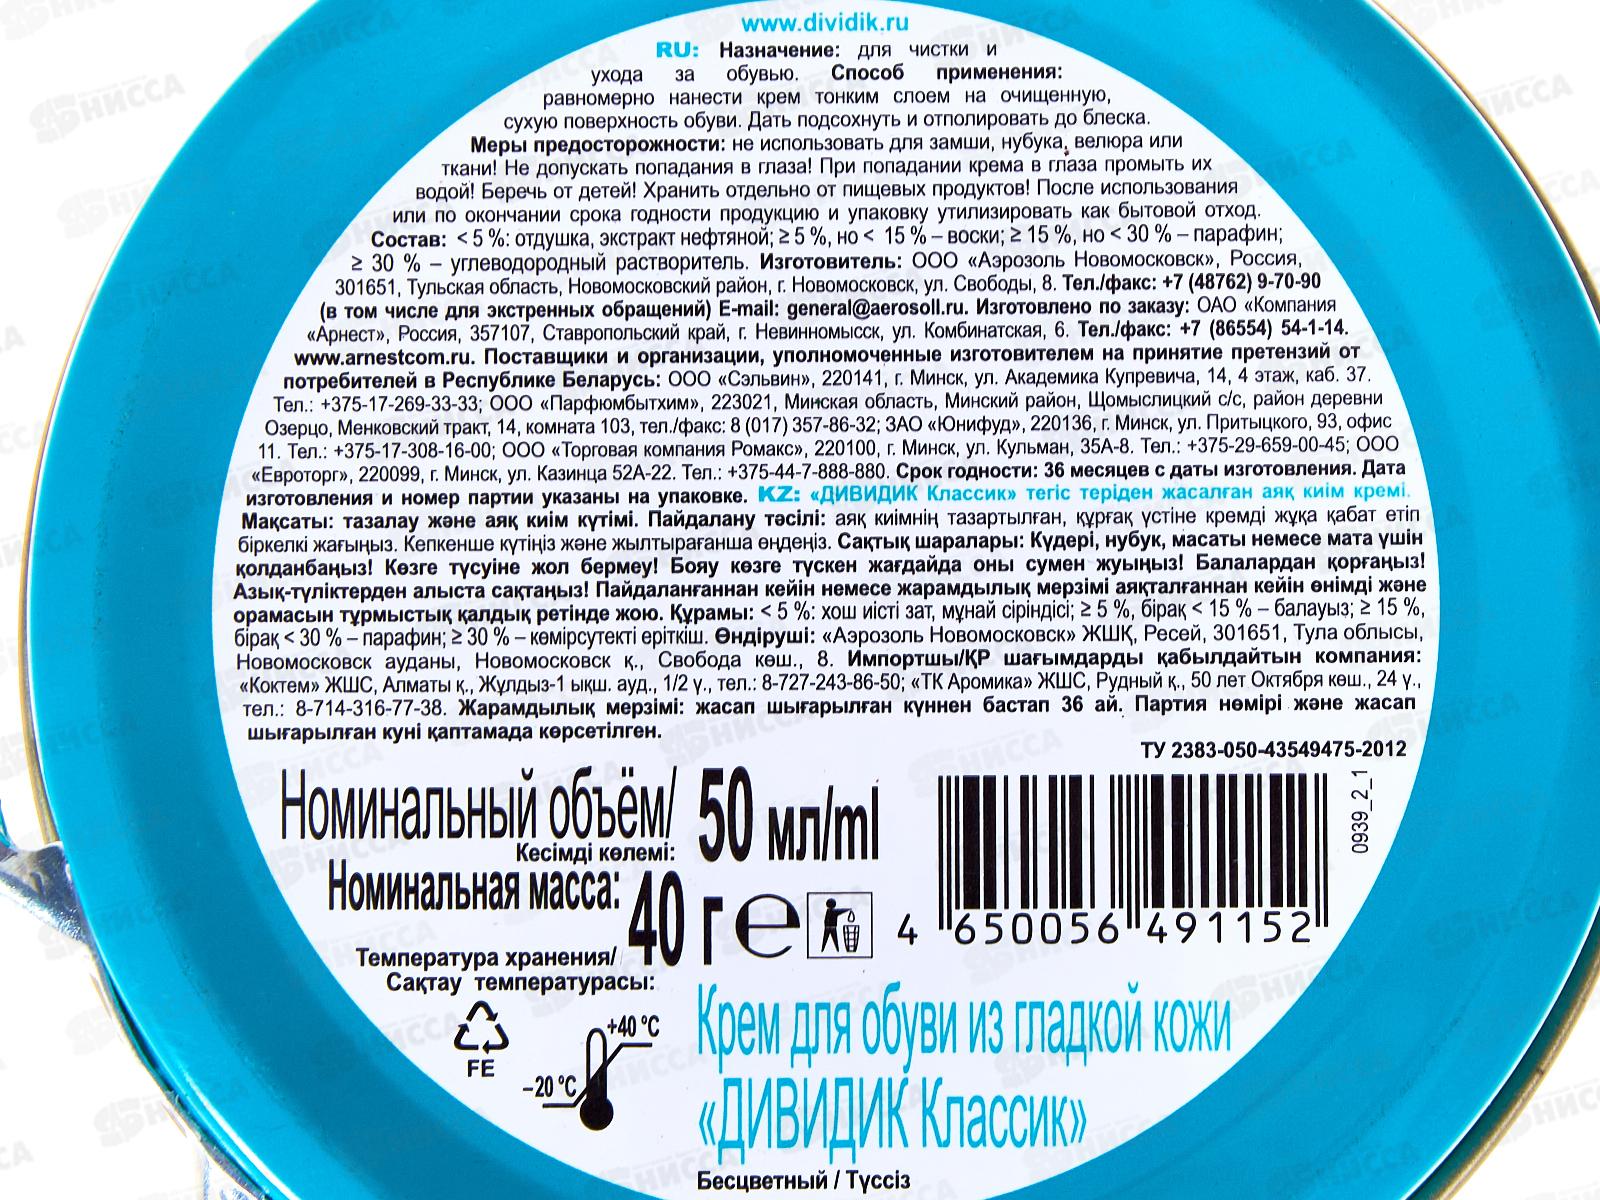 www.dividik.ru
RU: Назначение: для чистки и
ухода за обувью. Способ применения:
равномерно нанести крем тонким слоем на очищенную,
сухую поверхность обуви. Дать подсохнуть и отполировать до блеска.
Меры предосторожности: не использовать для замши, нубука, велюра или
ткани! Не допускать попадания в глаза! При попадании крема в глаза промыть их
водой! Беречь от детей! Хранить отдельно от пищевых продуктов! После использования
или по окончании срока годности продукцию и упаковку утилизировать как бытовой отход.
Состав: < 5 %: отдушка, экстракт нефтяной; ≥ 5 %, но < 15 % – воски; ≥ 15 %, но < 30 % – парафин;
≥ 30 % – углеводородный растворитель. Изготовитель: ООО «Аэрозоль Новомосковск», Россия,
301651, Тульская область, Новомосковский район, г. Новомосковск, ул. Свободы, 8. Тел./факс: +7 (48762) 9-70-90
(в том числе для экстренных обращений) E-mail: general@aerosoll.ru. Изготовлено по заказу: ОАО «Компания
«Арнест», Россия, 357107, Ставропольский край, г. Невинномысск, ул. Комбинатская, 6. Тел./факс: +7 (86554) 54-1-14.
www.arnestcom.ru. Поставщики и организации, уполномоченные изготовителем на принятие претензий от
потребителей в Республике Беларусь: ООО «Сэльвин», 220141, г. Минск, ул. Академика Купревича, 14, 4 этаж, каб. 37.
Тел.: +375-17-269-33-33; ООО «Парфюмбытхим», 223021, Минская область, Минский район, Щомыслицкий с/с, район деревни
Озерцо, Менковский тракт, 14, комната 103, тел./факс: 8 (017) 357-86-32; ЗАО «Юнифуд», 220136, г. Минск, ул. Притыцкого, 93, офис
11. Тел.: +375-17-308-16-00; ООО «Торговая компания Ромакс», 220100, г. Минск, ул. Кульман, 35А-8. Тел.: +375-29-659-00-45; ООО
«Евроторг», 220099, г. Минск, ул. Казинца 52А-22. Тел.: +375-44-7-888-880. Срок годности: 36 месяцев с даты изготовления. Дата
изготовления и номер партии указаны на упаковке. KZ: «ДИВИДИК Классик» тегіс теріден жасалған аяқ киім кремі.
Мақсаты: тазалау және аяқ киім күтімі. Пайдалану тәсілі: аяқ киімнің тазартылған, құрғақ үстіне кремді жұқа қабат етіп
біркелкі жағыңыз. Кепкенше күтіңіз және жылтырағанша өңдеңіз. Сақтық шаралары: Күдері, нубук, масаты немесе мата үшін
қолданбаңыз! Көзге түсуіне жол бермеу! Бояу көзге түскен жағдайда оны сумен жуыңыз! Балалардан қорғаңыз!
Азық-түліктерден алыста сақтаңыз! Пайдаланғаннан кейін немесе жарамдылық мерзімі аяқталғаннан кейін өнімді және
орамасын тұрмыстық қалдық ретінде жою. Құрамы: < 5 %: хош иісті зат, мұнай сіріндісі; ≥ 5 %, бірақ < 15 % – балауыз; ≥ 15 %,
бірақ < 30 % – парафин; ≥ 30 % – көмірсутекті еріткіш. Өндіруші: «Аэрозоль Новомосковск» ЖШҚ, Ресей, 301651, Тула облысы,
Новомосковск ауданы, Новомосковск қ., Свобода көш., 8. Импортшы/ҚР шағымдарды қабылдайтын компания:
«Коктем» ЖШС, Алматы қ., Жұлдыз-1 ықш. ауд., 1/2 ү., тел.: 8-727-243-86-50; «ТК Аромика» ЖШС, Рудный қ., 50 лет Октября көш., 24 ү.,
тел.: 8-714-316-77-38. Жарамдылық мерзімі: жасап шығарылған күннен бастап 36 ай. Партия нөмірі және жасап
шығарылған күні қаптамада көрсетілген.
ТУ 2383-050-43549475-2012
Номинальный объём/ 50 мл/ml
Кесімді көлемі:
Номинальная масса: 40 г e
0939_2_1
4 650056 491152
Температура хранения/
Сақтау температурасы:
+40 °C
–20 °C
FE
Крем для обуви из гладкой кожи
«ДИВИДИК Классик»
Бесцветный / Түссіз